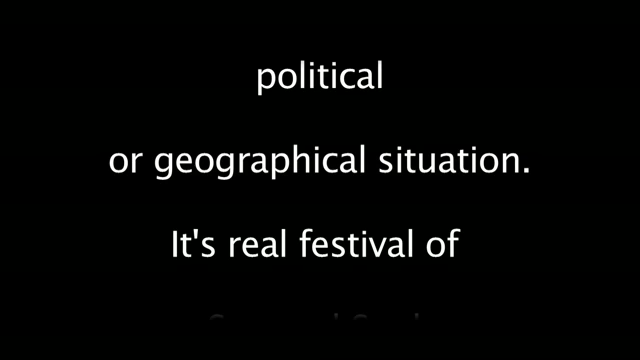 political
or geographical situation.
It's real festival of